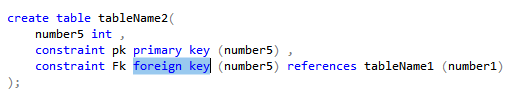 create table tableName2(
number5 int ,
constraint pk primary key (number5) ,
constraint Fk foreign key (number5) references tableName1 (number1)
);